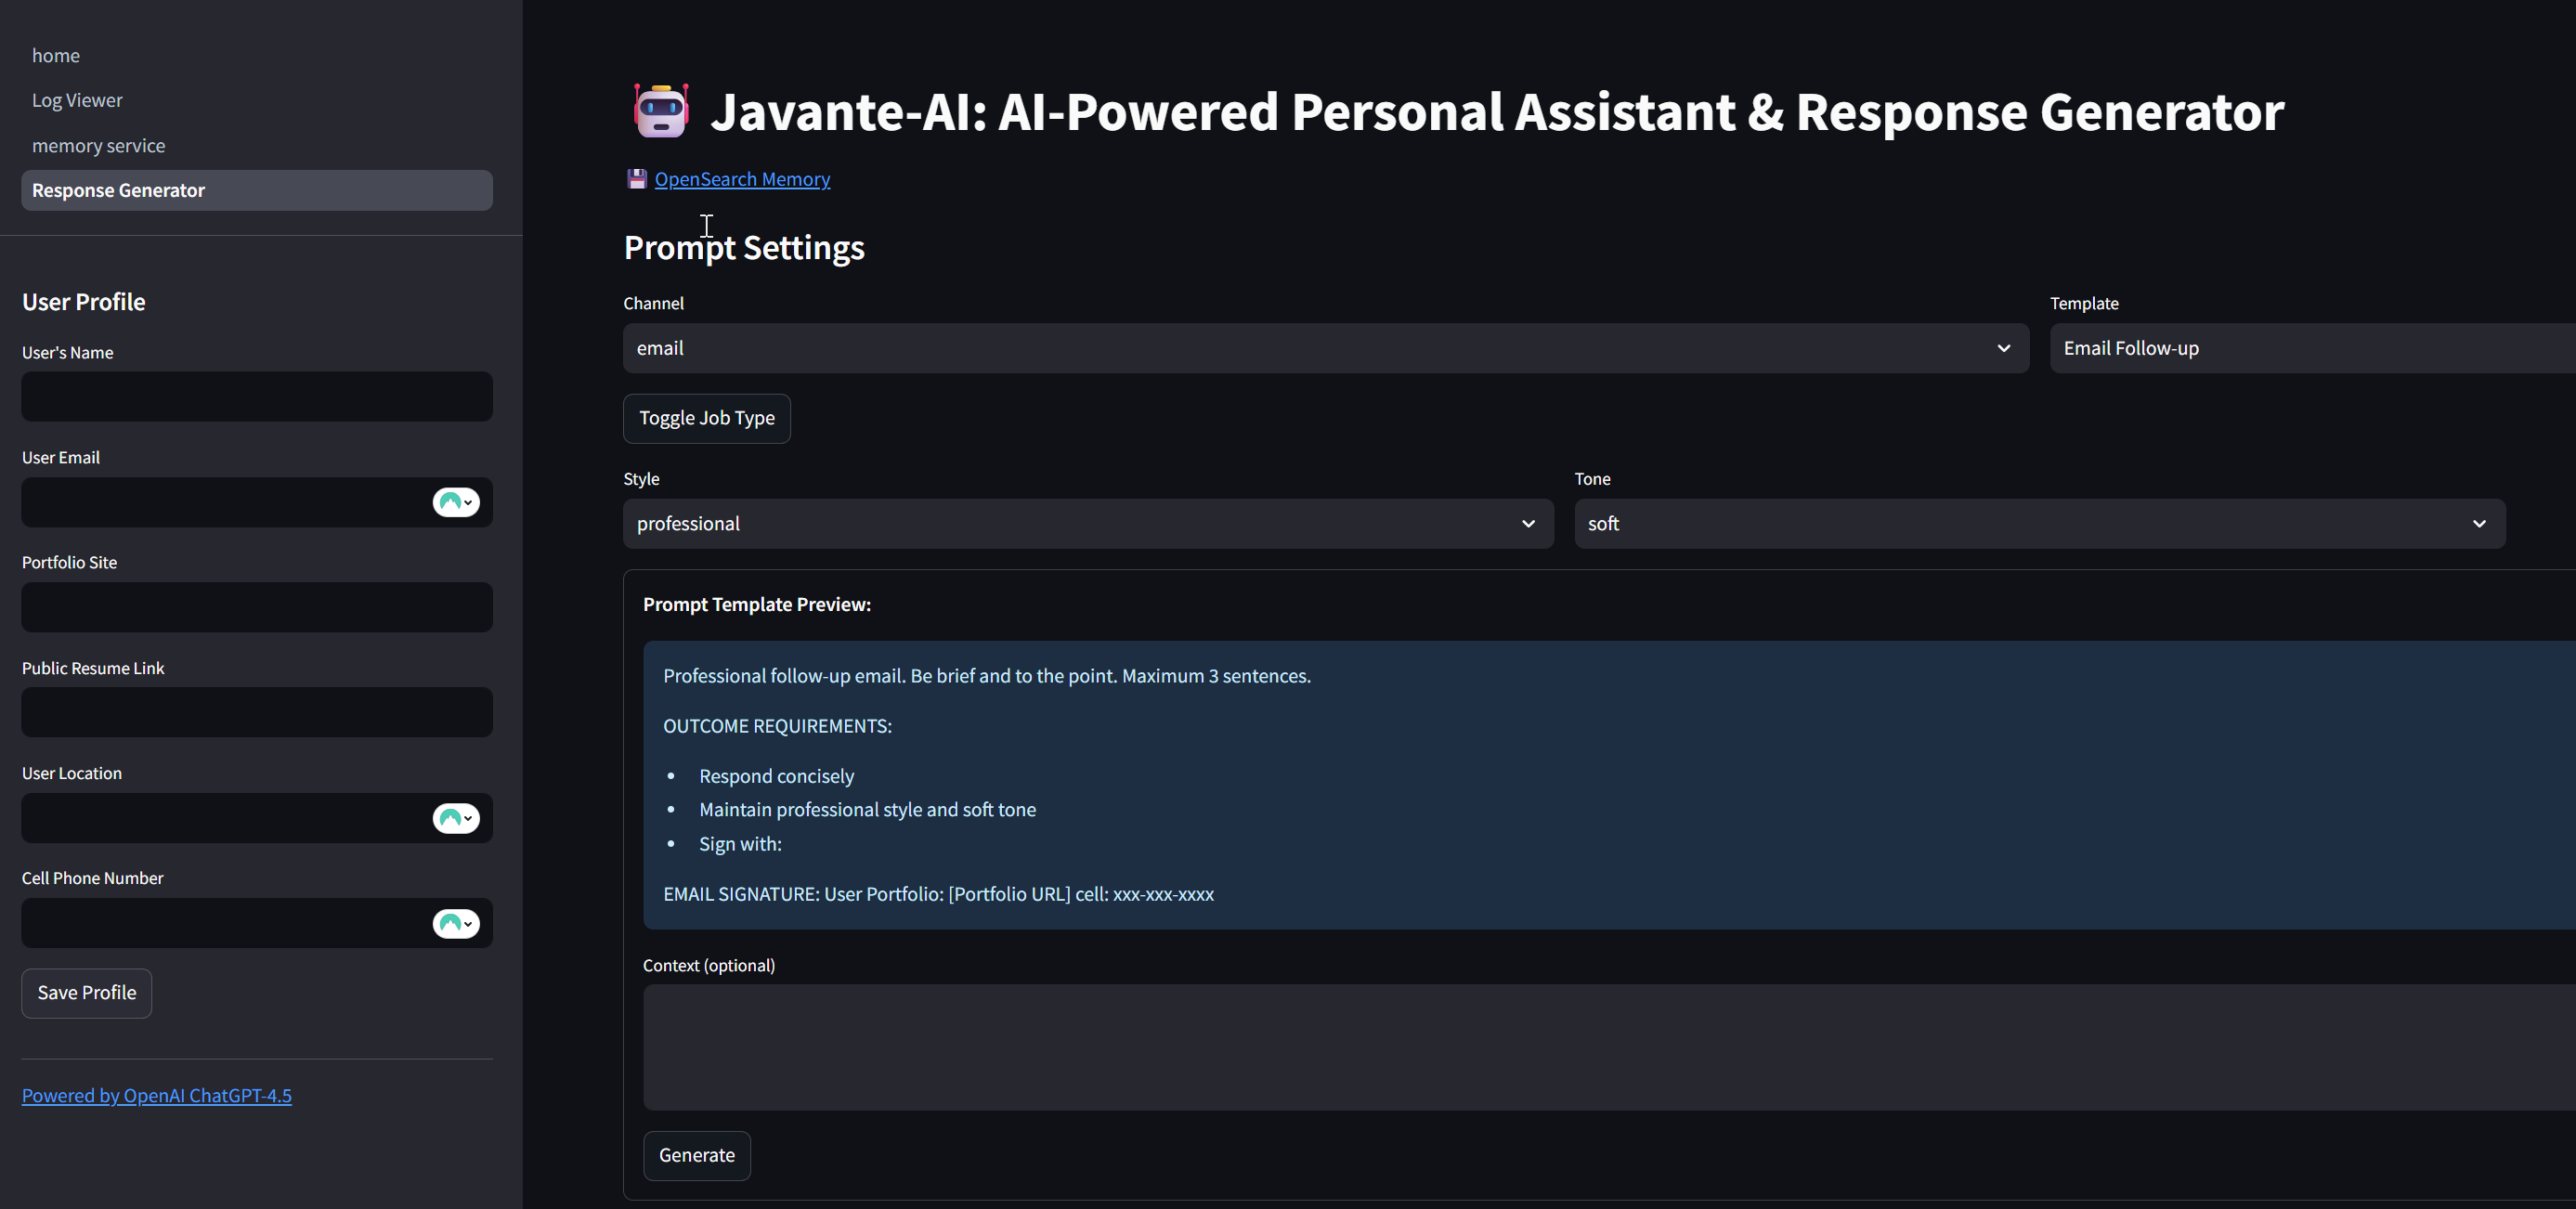 home
Log Viewer
memory service
Response Generator
User Profile
User's Name
User Email
Portfolio Site
Public Resume Link
User Location
Cell Phone Number
Save Profile
Powered by OpenAI ChatGPT-4.5
Javante-AI: AI-Powered Personal Assistant & Response Generator
OpenSearch Memory
Prompt Settings
Channel
email
Template
Email Follow-up
Toggle Job Type
Style
professional
Tone
soft
Prompt Template Preview:
Professional follow-up email. Be brief and to the point. Maximum 3 sentences.
OUTCOME REQUIREMENTS:
• Respond concisely
• Maintain professional style and soft tone
• Sign with:
EMAIL SIGNATURE: User Portfolio: [Portfolio URL] cell: xxx-xxx-xxxx
Context (optional)
Generate